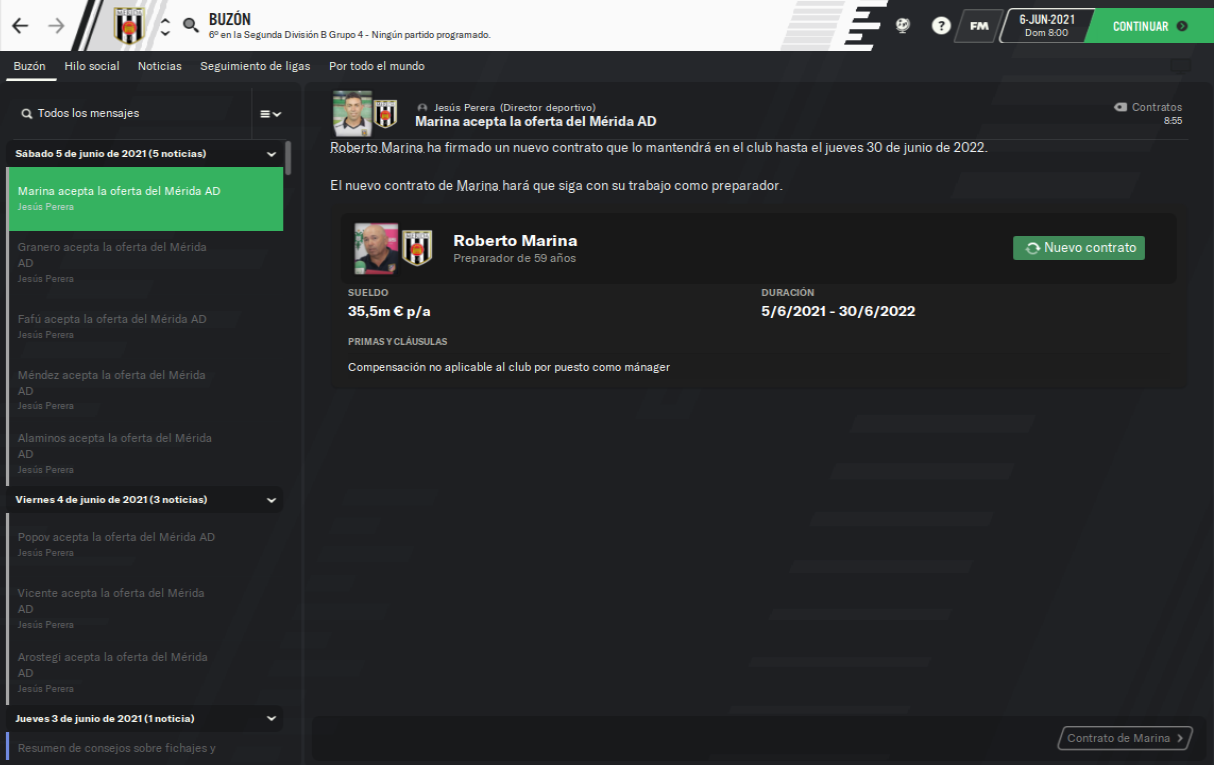 BUZÓN
6º en la Segunda División B Grupo 4 - Ningún partido programado.
?
FM
6-JUN-2021
Dom 8:00
CONTINUAR
Buzón
Hilo social
Noticias
Seguimiento de ligas
Por todo el mundo
Todos los mensajes
Sábado 5 de junio de 2021 (5 noticias)
Marina acepta la oferta del Mérida AD
Jesús Perera
Granero acepta la oferta del Mérida
AD
Jesús Perera
Fafú acepta la oferta del Mérida AD
Jesús Perera
Méndez acepta la oferta del Mérida
AD
Jesús Perera
Alaminos acepta la oferta del Mérida
AD
Jesús Perera
Viernes 4 de junio de 2021 (3 noticias)
Popov acepta la oferta del Mérida AD
Jesús Perera
Vicente acepta la oferta del Mérida
AD
Jesús Perera
Arostegi acepta la oferta del Mérida
AD
Jesús Perera
Jueves 3 de junio de 2021 (1 noticia)
Resumen de consejos sobre fichajes y
Jesús Perera (Director deportivo)
Marina acepta la oferta del Mérida AD
Contratos
8:55
Roberto Marina ha firmado un nuevo contrato que lo mantendrá en el club hasta el jueves 30 de junio de 2022.
El nuevo contrato de Marina hará que siga con su trabajo como preparador.
Roberto Marina
Preparador de 59 años
Nuevo contrato
SUELDO
35,5m € p/a
DURACIÓN
5/6/2021 - 30/6/2022
PRIMAS Y CLÁUSULAS
Compensación no aplicable al club por puesto como mánager
Contrato de Marina